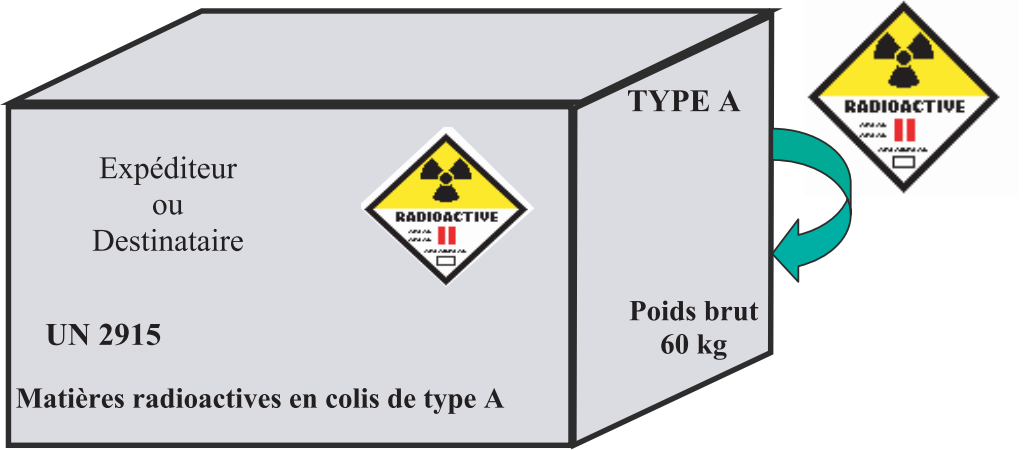 TYPE A
Expéditeur
ou
Destinataire
RADIOACTIVE
II
UN 2915
Matières radioactives en colis de type A
Poids brut
60 kg
RADIOACTIVE
II